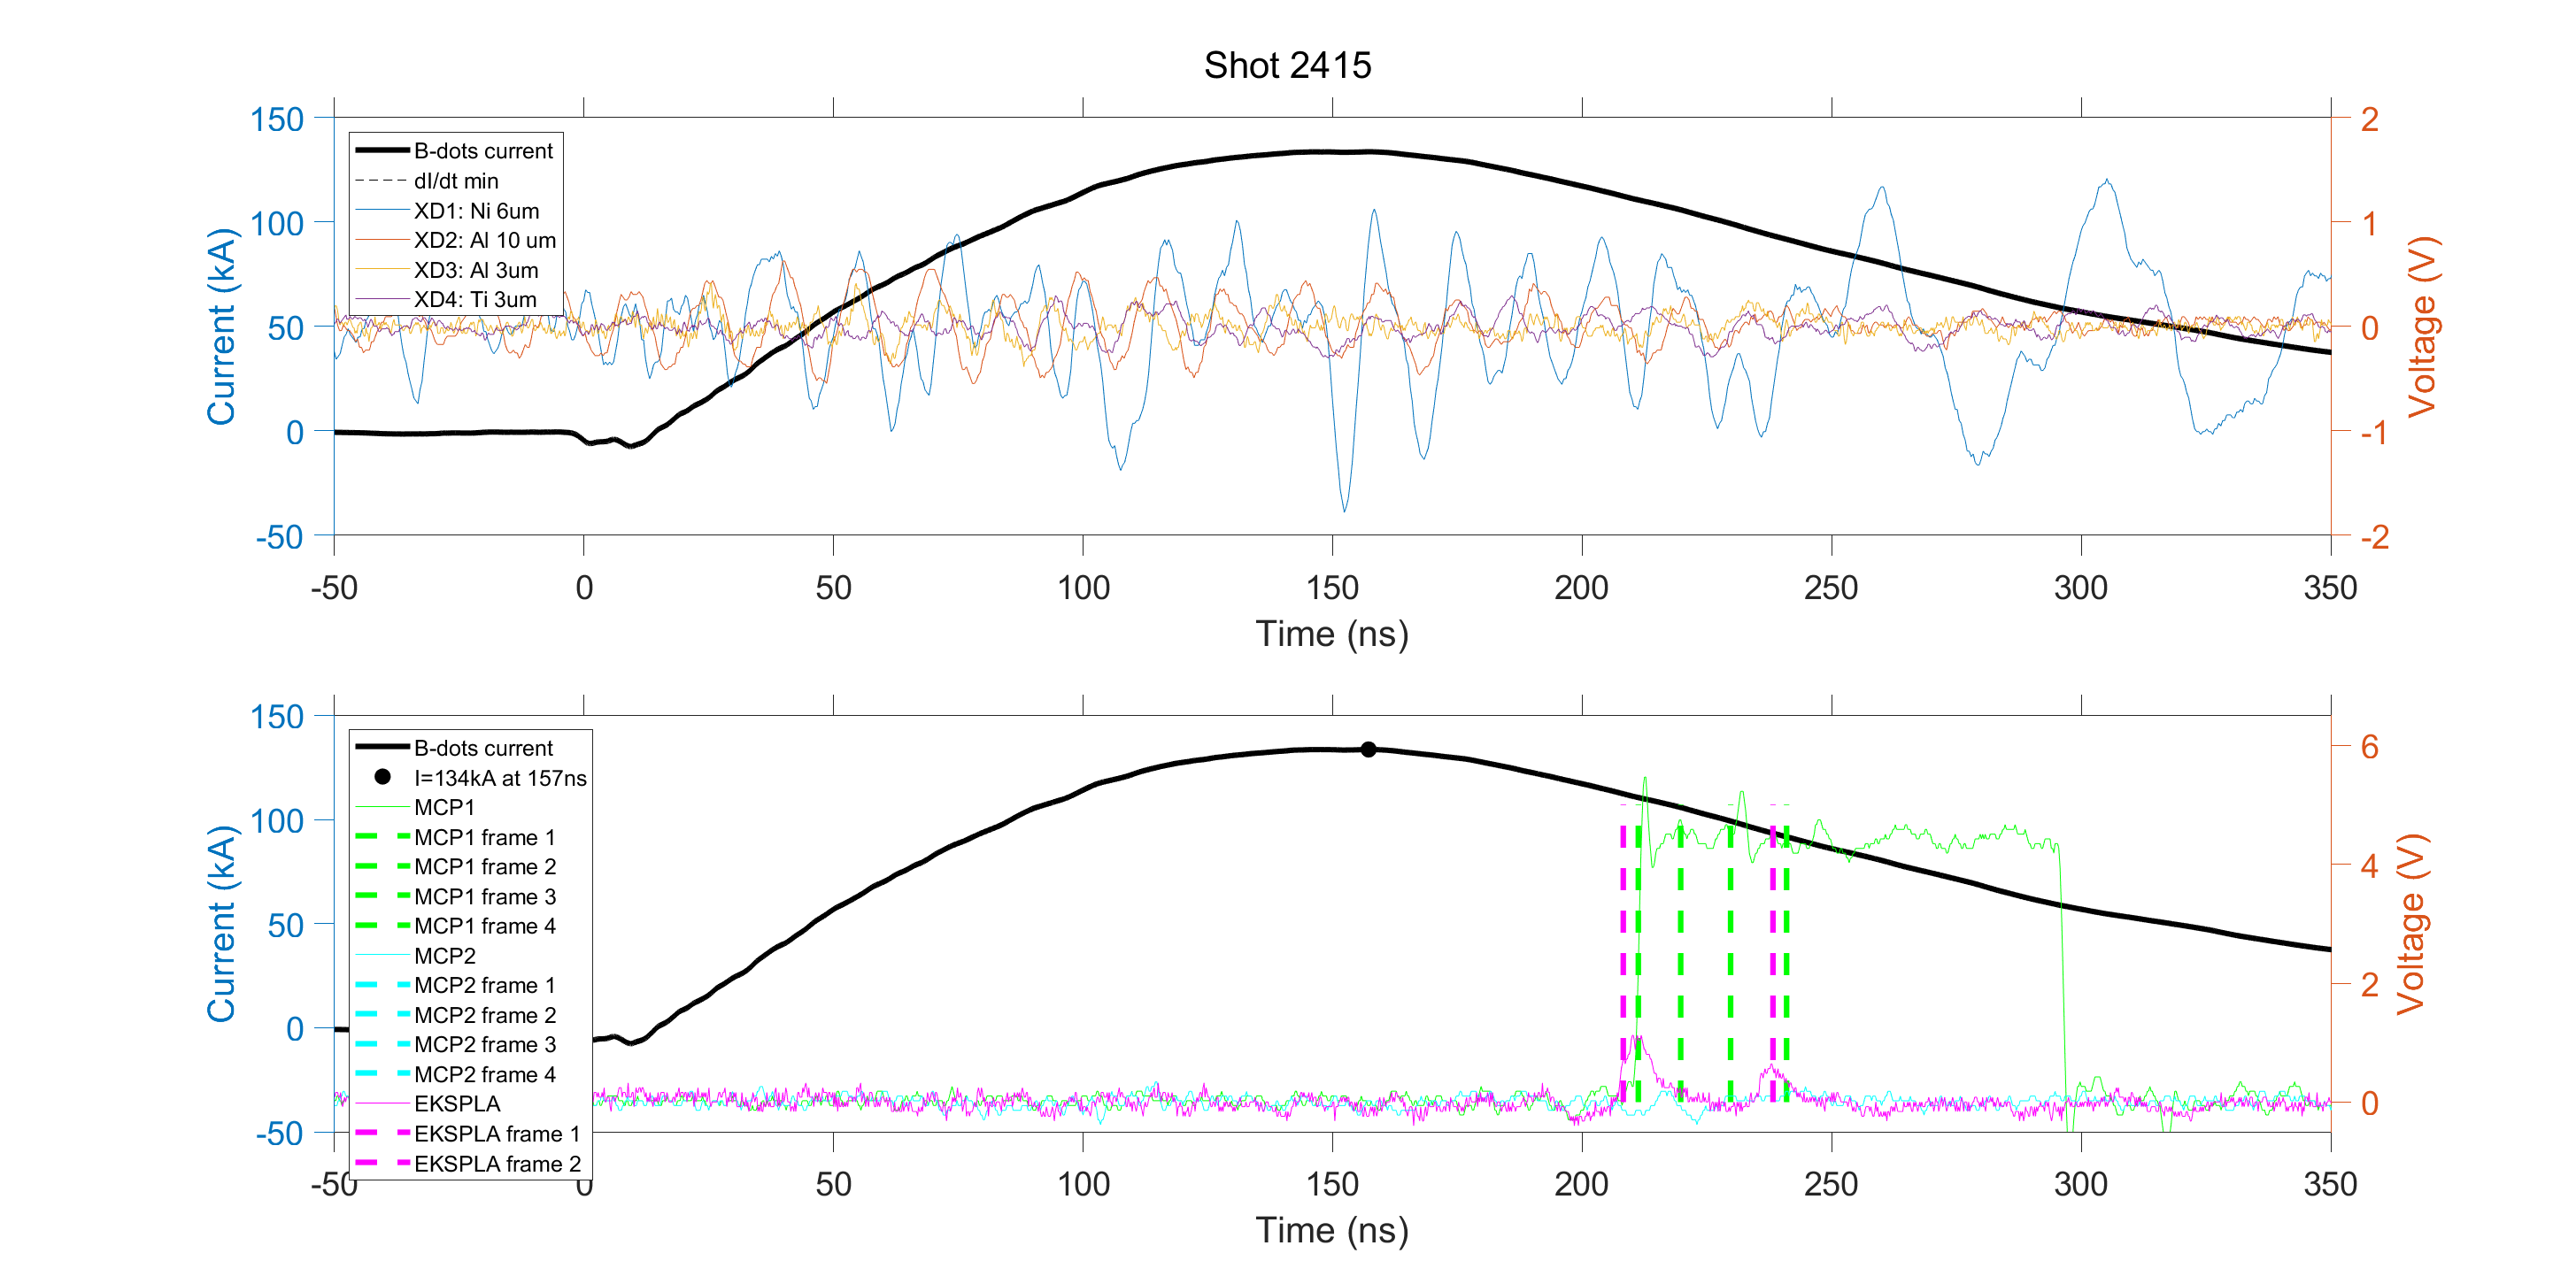 Shot 2415
150
100
50
0
-50
Current (kA)
B-dots current
dI/dt min
XD1: Ni 6um
XD2: Al 10 um
XD3: Al 3um
XD4: Ti 3um
2
1
0
-1
-2
Voltage (V)
-50 0 50 100 150 200 250 300 350
Time (ns)
150
100
50
0
-50
Current (kA)
B-dots current
I=134kA at 157ns
MCP1
MCP1 frame 1
MCP1 frame 2
MCP1 frame 3
MCP1 frame 4
MCP2
MCP2 frame 1
MCP2 frame 2
MCP2 frame 3
MCP2 frame 4
EKSPLA
EKSPLA frame 1
EKSPLA frame 2
6
4
2
0
Voltage (V)
-50 0 50 100 150 200 250 300 350
Time (ns)